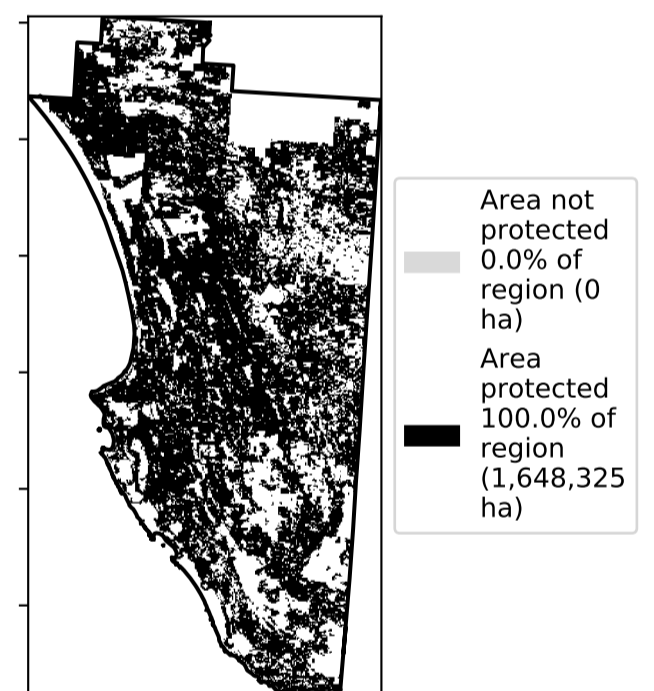 Area not
protected
0.0% of
region (0
ha)
Area
protected
100.0% of
region
(1,648,325
ha)